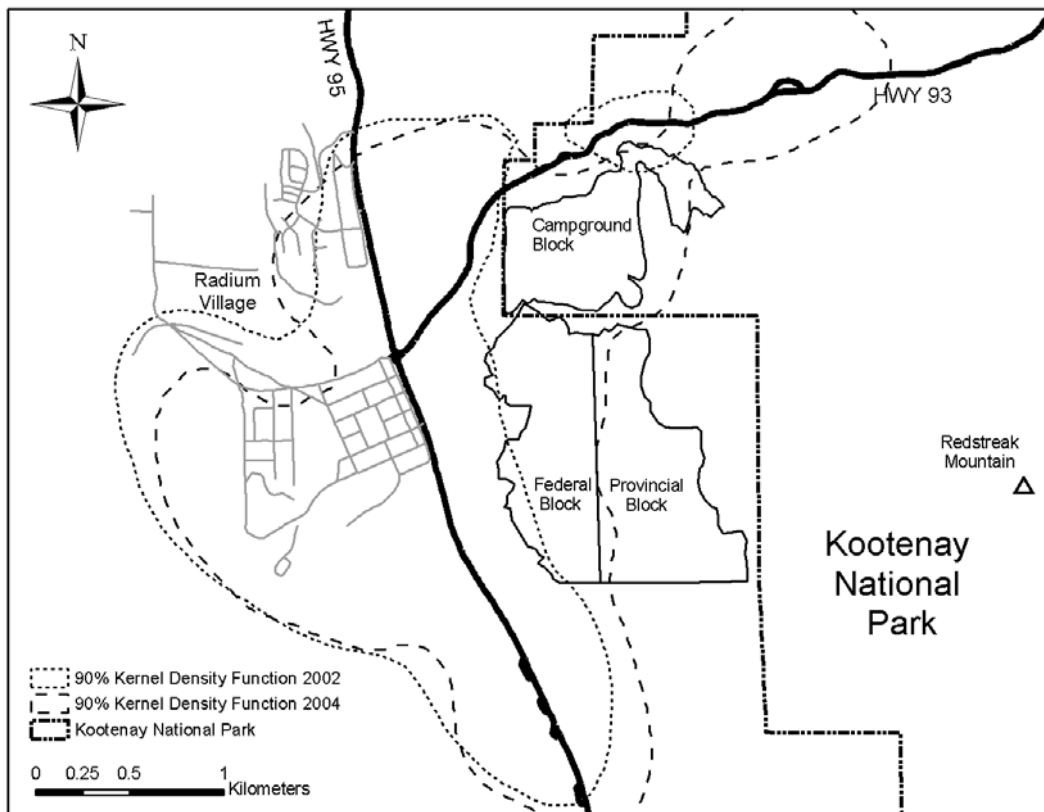 N
HWY 95
HWY 93
Campground
Block
Radium
Village
Redstreak
Mountain
Federal
Block
Provincial
Block
Kootenay
National
Park
90% Kernel Density Function 2002
90% Kernel Density Function 2004
Kootenay National Park
0 0.25 0.5 1
Kilometers